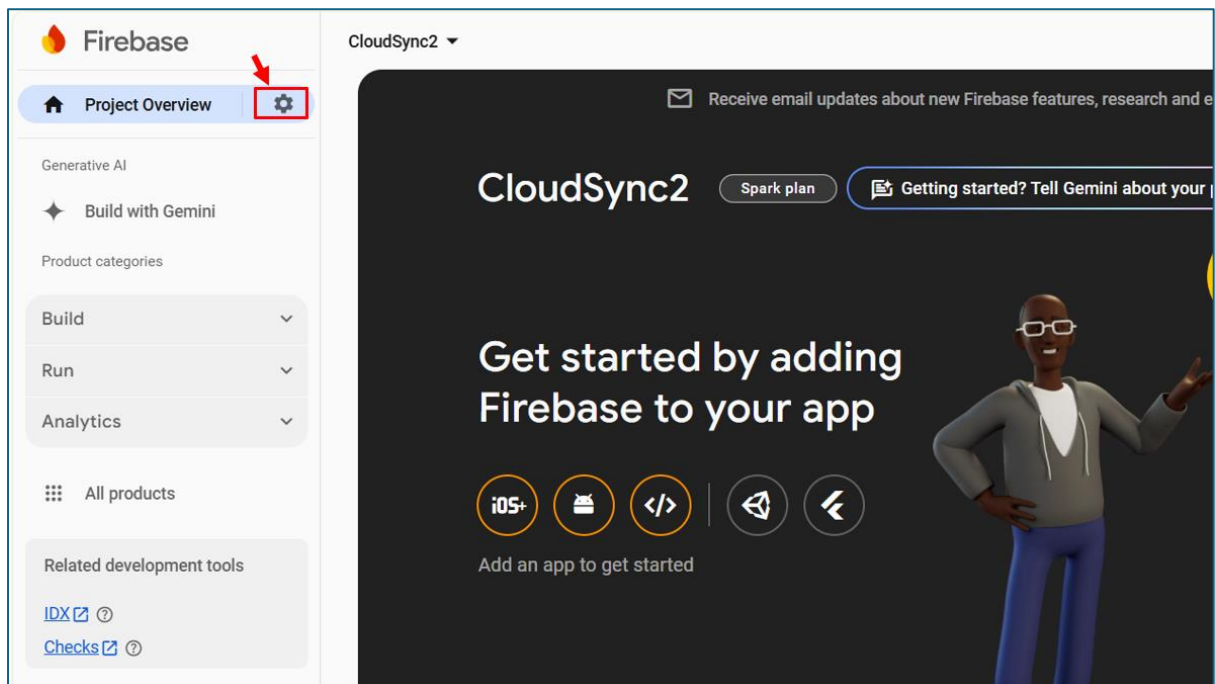 Firebase
Project Overview
Generative AI
Build with Gemini
Product categories
Build
Run
Analytics
All products
Related development tools
IDX
Checks
CloudSync2
Receive email updates about new Firebase features, research and e
CloudSync2
Spark plan
Getting started? Tell Gemini about your
Get started by adding
Firebase to your app
iOS+
</>
Add an app to get started